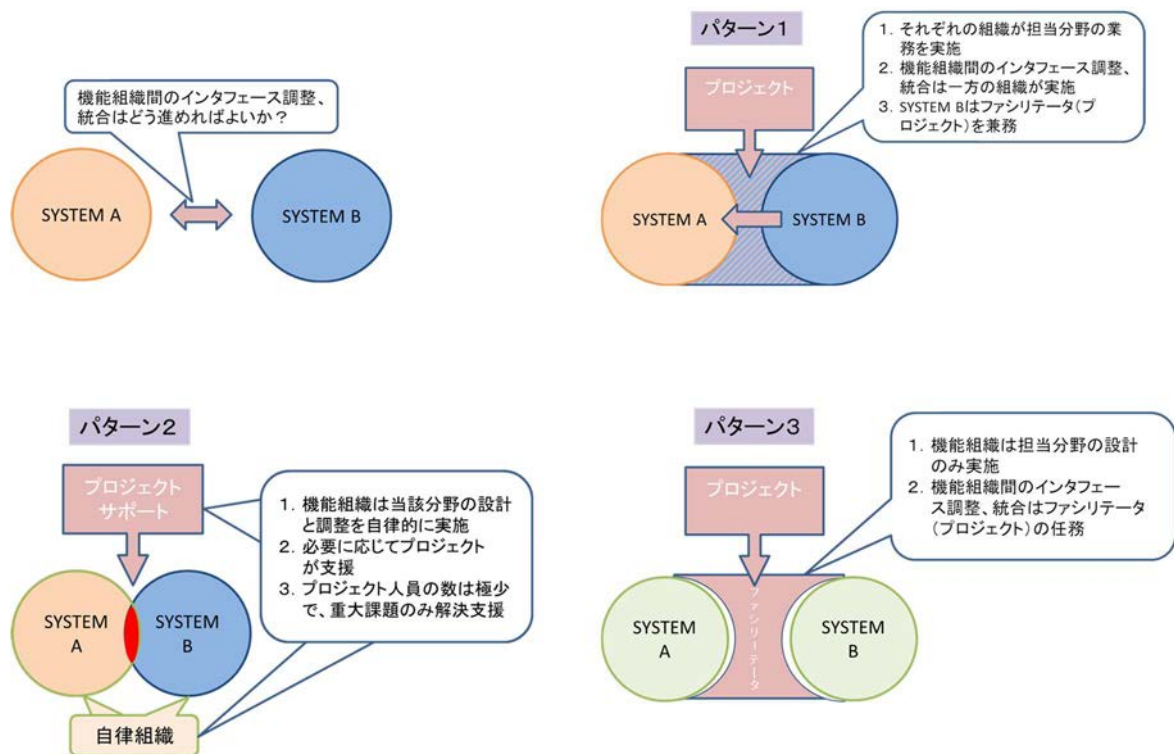 機能組織間のインタフェース調整、
統合はどう進めればよいか？
SYSTEM A
SYSTEM B
パターン１
プロジェクト
1. それぞれの組織が担当分野の業
務を実施
2. 機能組織間のインタフェース調整、
統合は一方の組織が実施
3. SYSTEM Bはファシリテータ（プ
ロジェクト）を兼務
SYSTEM A
SYSTEM B
パターン２
プロジェクト
サポート
1. 機能組織は当該分野の設計
と調整を自律的に実施
2. 必要に応じてプロジェクト
が支援
3. プロジェクト人員の数は極少
で、重大課題のみ解決支援
SYSTEM
A
SYSTEM
B
自律組織
パターン３
プロジェクト
1. 機能組織は担当分野の設計
のみ実施
2. 機能組織間のインタフェー
ス調整、統合はファシリテータ
（プロジェクト）の任務
SYSTEM
A
ファシリーテータ
SYSTEM
B